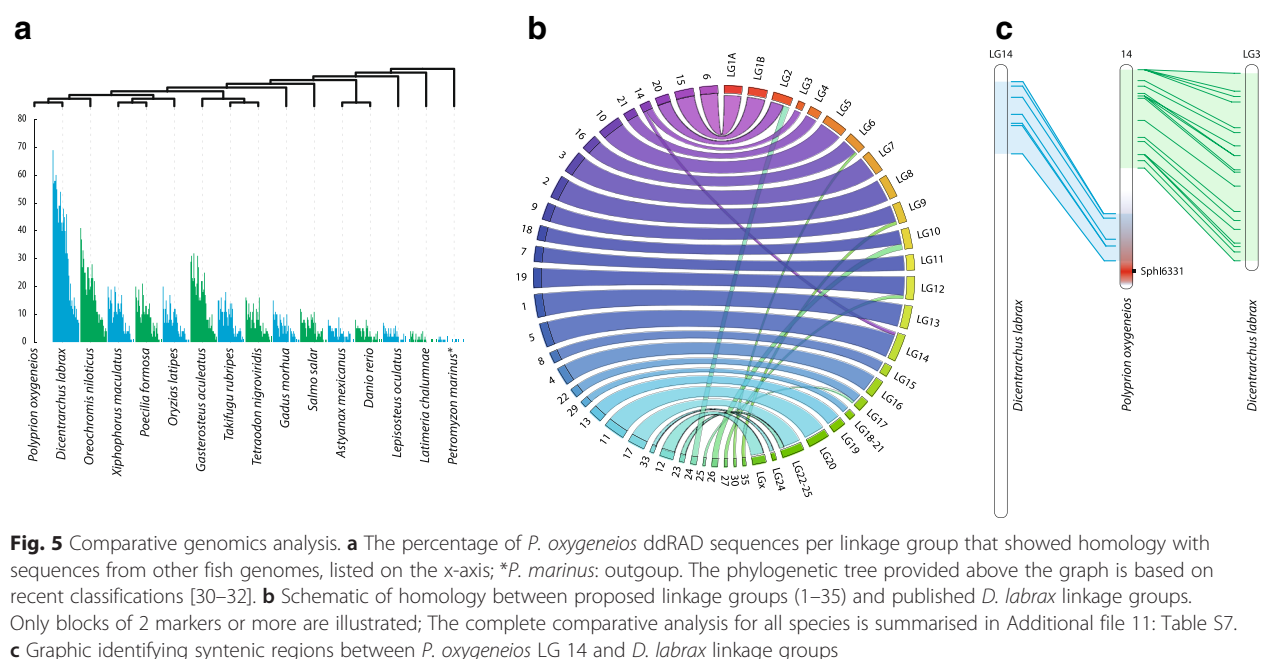 a
b
c
80
70
60
50
40
30
20
10
0
Polyprion oxygeneios
Dicentrarchus labrax
Oreochromis niloticus
Xiphophorus maculatus
Poecilia formosa
Oryzias latipes
Gasterosteus aculeatus
Takifugu rubripes
Tetraodon nigroviridis
Gadus morhua
Salmo salar
Astyanax mexicanus
Danio rerio
Lepisosteus oculatus
Latimeria chalumnae
Petromyzon marinus*
LG1A
LG1B
LG2
LG3
LG4
LG5
LG6
LG7
LG8
LG9
LG10
LG11
LG12
LG13
LG14
LG15
LG16
LG17
LG18-21
LG19
LG20
LG22-25
LG24
LGx
35
30
27
26
25
24
23
12
33
17
11
13
29
22
4
8
5
1
19
7
18
9
2
3
16
10
21
14
20
15
6
LG14
14
LG3
SphI6331
Dicentrarchus labrax
Polyprion oxygeneios
Dicentrarchus labrax
Fig. 5 Comparative genomics analysis. a The percentage of P. oxygeneios ddRAD sequences per linkage group that showed homology with
sequences from other fish genomes, listed on the x-axis; *P. marinus: outgoup. The phylogenetic tree provided above the graph is based on
recent classifications [30–32]. b Schematic of homology between proposed linkage groups (1–35) and published D. labrax linkage groups.
Only blocks of 2 markers or more are illustrated; The complete comparative analysis for all species is summarised in Additional file 11: Table S7.
c Graphic identifying syntenic regions between P. oxygeneios LG 14 and D. labrax linkage groups